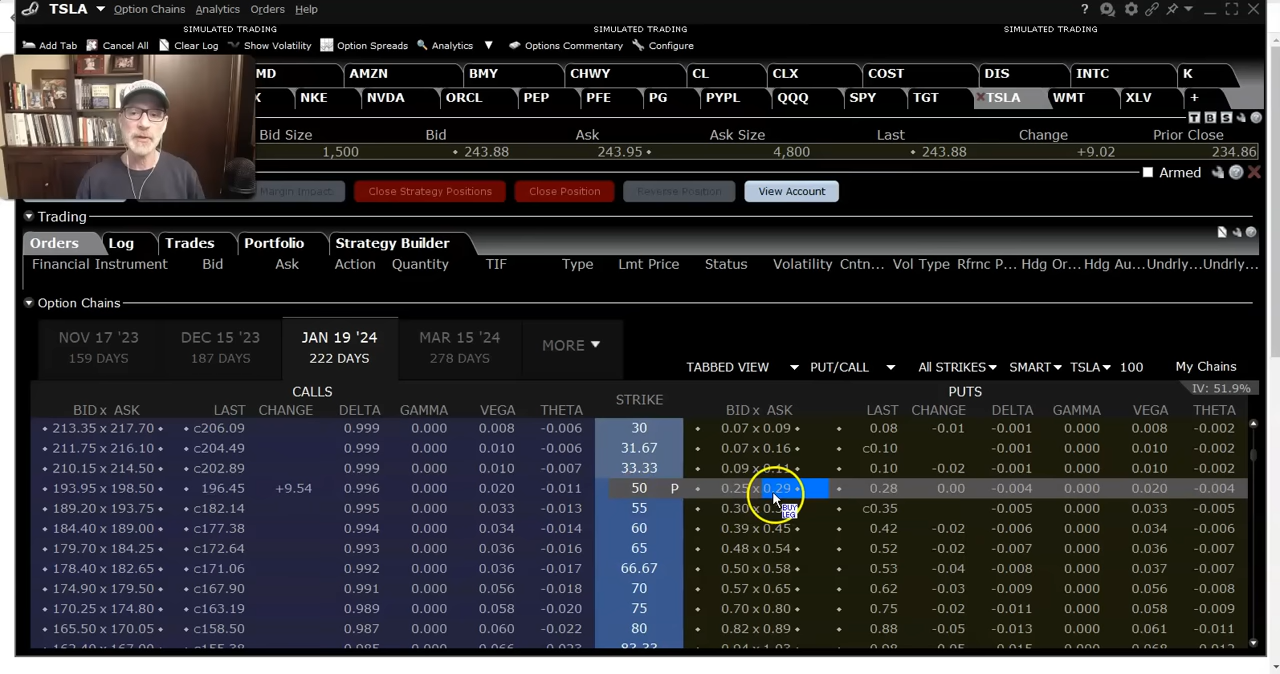 TSLA Option Chains Analytics Orders Help ?
SIMULATED TRADING SIMULATED TRADING SIMULATED TRADING
Add Tab Cancel All Clear Log Show Volatility Option Spreads Analytics Options Commentary Configure
MD AMZN BMY CHWY CL CLX COST DIS INTC K
K NKE NVDA ORCL PEP PFE PG PYPL QQQ SPY TGT TSLA WMT XLV +
T B S
Bid Size Bid Ask Ask Size Last Change Prior Close
1,500 243.88 243.95 4,800 243.88 +9.02 234.86
Armed
Margin Impact Close Strategy Positions Close Position Reverse Position View Account
Trading
Orders Log Trades Portfolio Strategy Builder
Financial Instrument Bid Ask Action Quantity TIF Type Lmt Price Status Volatility Cntn... Vol Type Rfrnc P... Hdg Or... Hdg Au... Undrly... Undrly...
Option Chains
NOV 17 '23 DEC 15 '23 JAN 19 '24 MAR 15 '24 MORE
159 DAYS 187 DAYS 222 DAYS 278 DAYS
TABBED VIEW PUT/CALL All STRIKES SMART TSLA 100 My Chains
CALLS STRIKE PUTS IV: 51.9%
BID x ASK LAST CHANGE DELTA GAMMA VEGA THETA BID x ASK LAST CHANGE DELTA GAMMA VEGA THETA
213.35 x 217.70 c206.09 0.999 0.000 0.008 -0.006 30 0.07 x 0.09 0.08 -0.01 -0.001 0.000 0.008 -0.002
211.75 x 216.10 c204.49 0.999 0.000 0.010 -0.007 31.67 0.07 x 0.16 c0.10 -0.001 0.000 0.010 -0.002
210.15 x 214.50 c202.89 0.999 0.000 0.010 -0.007 33.33 0.09 x 0.11 0.10 0.00 -0.001 0.000 0.010 -0.002
193.95 x 198.50 196.45 +9.54 0.996 0.000 0.020 -0.011 50 P 0.25 x 0.29 0.28 0.00 -0.004 0.000 0.020 -0.004
BUY LEG
189.20 x 193.75 c182.14 0.995 0.000 0.033 -0.013 55 0.30 x c0.35 -0.005 0.000 0.033 -0.005
184.40 x 189.00 c177.38 0.994 0.000 0.034 -0.014 60 0.39 x 0.45 0.42 -0.02 -0.006 0.000 0.034 -0.006
179.70 x 184.25 c172.64 0.993 0.000 0.036 -0.016 65 0.48 x 0.54 0.52 -0.02 -0.007 0.000 0.036 -0.007
178.40 x 182.65 c171.06 0.992 0.000 0.036 -0.017 66.67 0.50 x 0.58 0.53 -0.04 -0.008 0.000 0.037 -0.007
174.90 x 179.50 c167.90 0.991 0.000 0.056 -0.018 70 0.57 x 0.65 0.62 -0.03 -0.009 0.000 0.056 -0.008
170.25 x 174.80 c163.19 0.989 0.000 0.058 -0.020 75 0.70 x 0.80 0.75 -0.02 -0.011 0.000 0.058 -0.009
165.50 x 170.05 c158.50 0.987 0.000 0.060 -0.022 80 0.82 x 0.89 0.88 -0.05 -0.013 0.000 0.061 -0.011